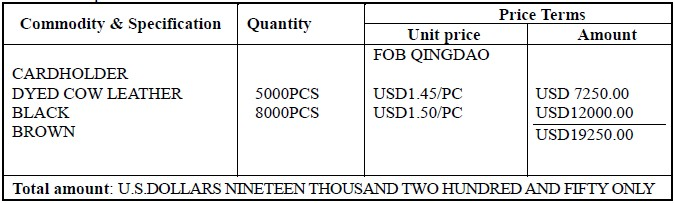 Commodity & Specification Quantity Price Terms
Unit price Amount
FOB QINGDAO
CARDHOLDER
DYED COW LEATHER 5000PCS USD1.45/PC USD 7250.00
BLACK 8000PCS USD1.50/PC USD12000.00
BROWN USD19250.00
Total amount: U.S.DOLLARS NINETEEN THOUSAND TWO HUNDRED AND FIFTY ONLY